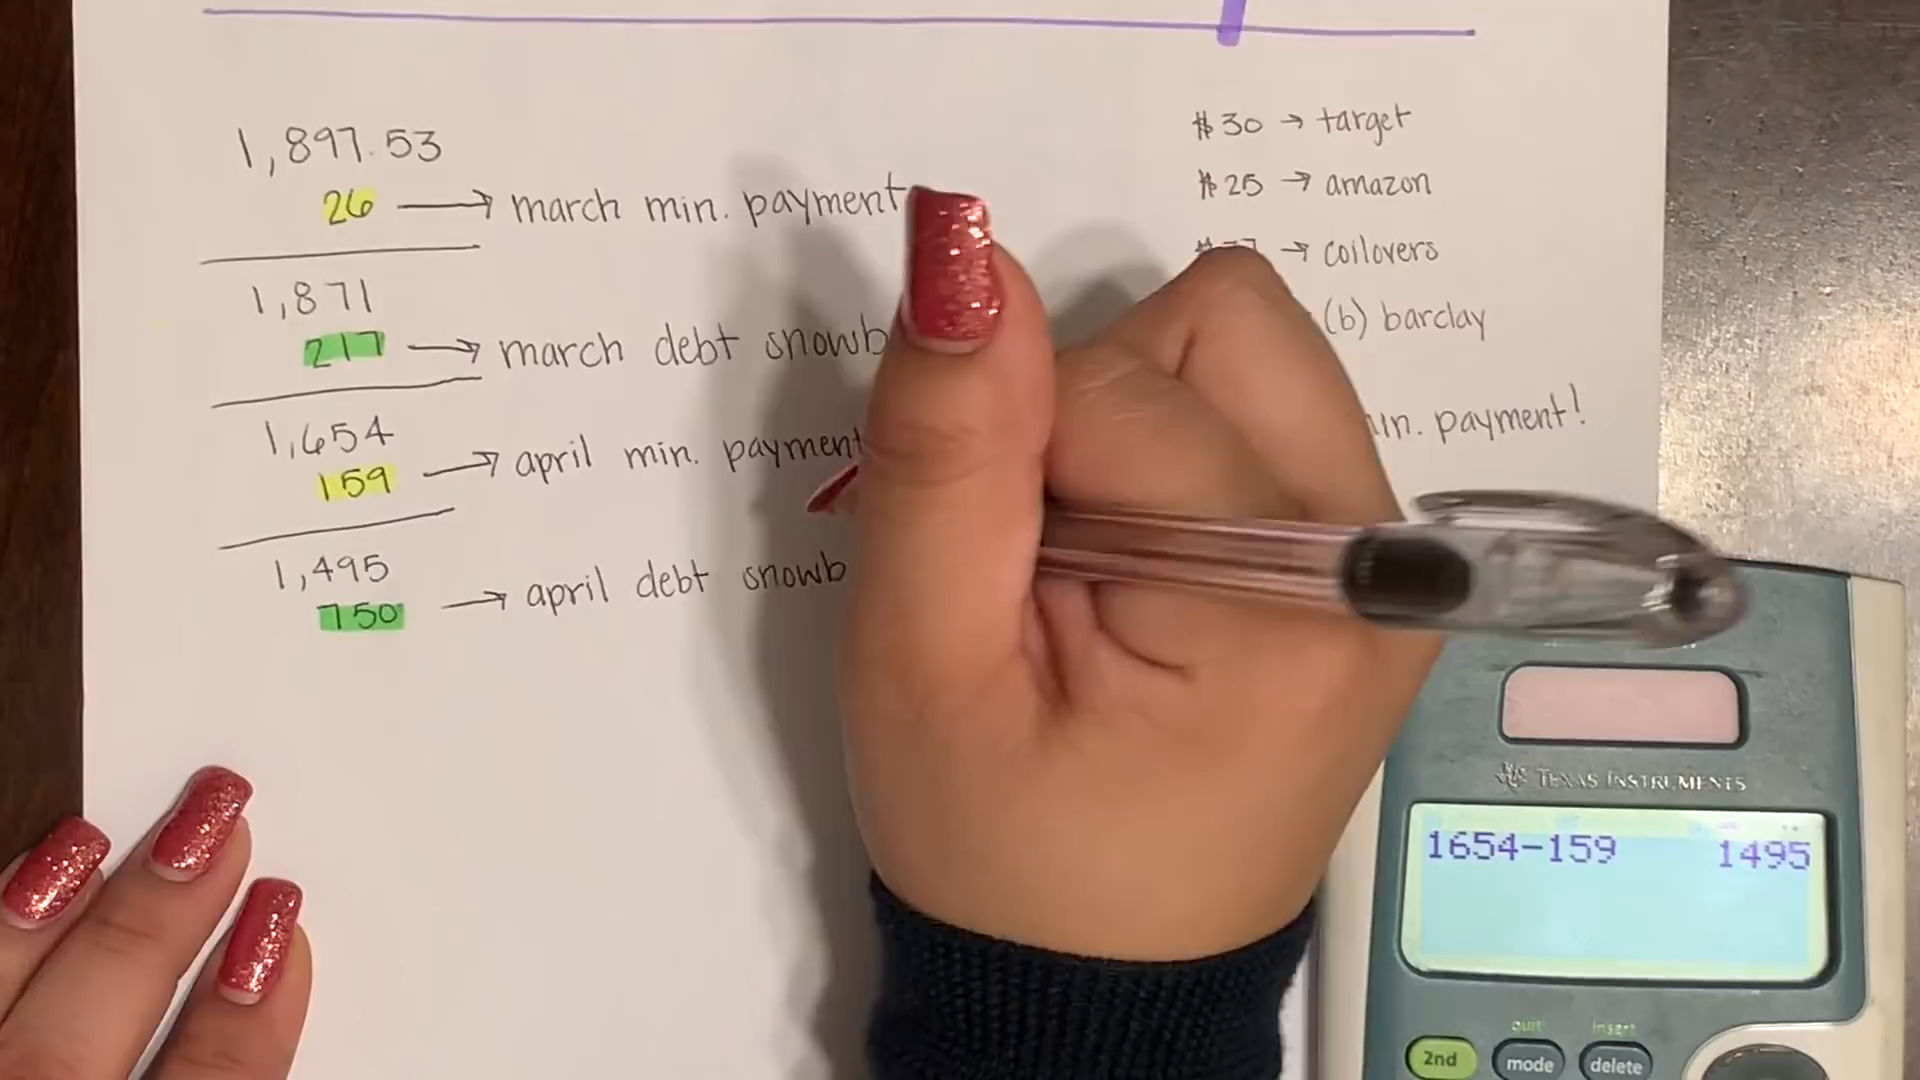 1,897.53
26 → march min. payment
1,871
217 → march debt snowb
1,654
159 → april min. payment
1,495
750 → april debt snowb
$30 → target
$25 → amazon
→ coilovers
(b) barclay
payment!
TEXAS INSTRUMENTS
1654-159 1495
quit insert
2nd mode delete